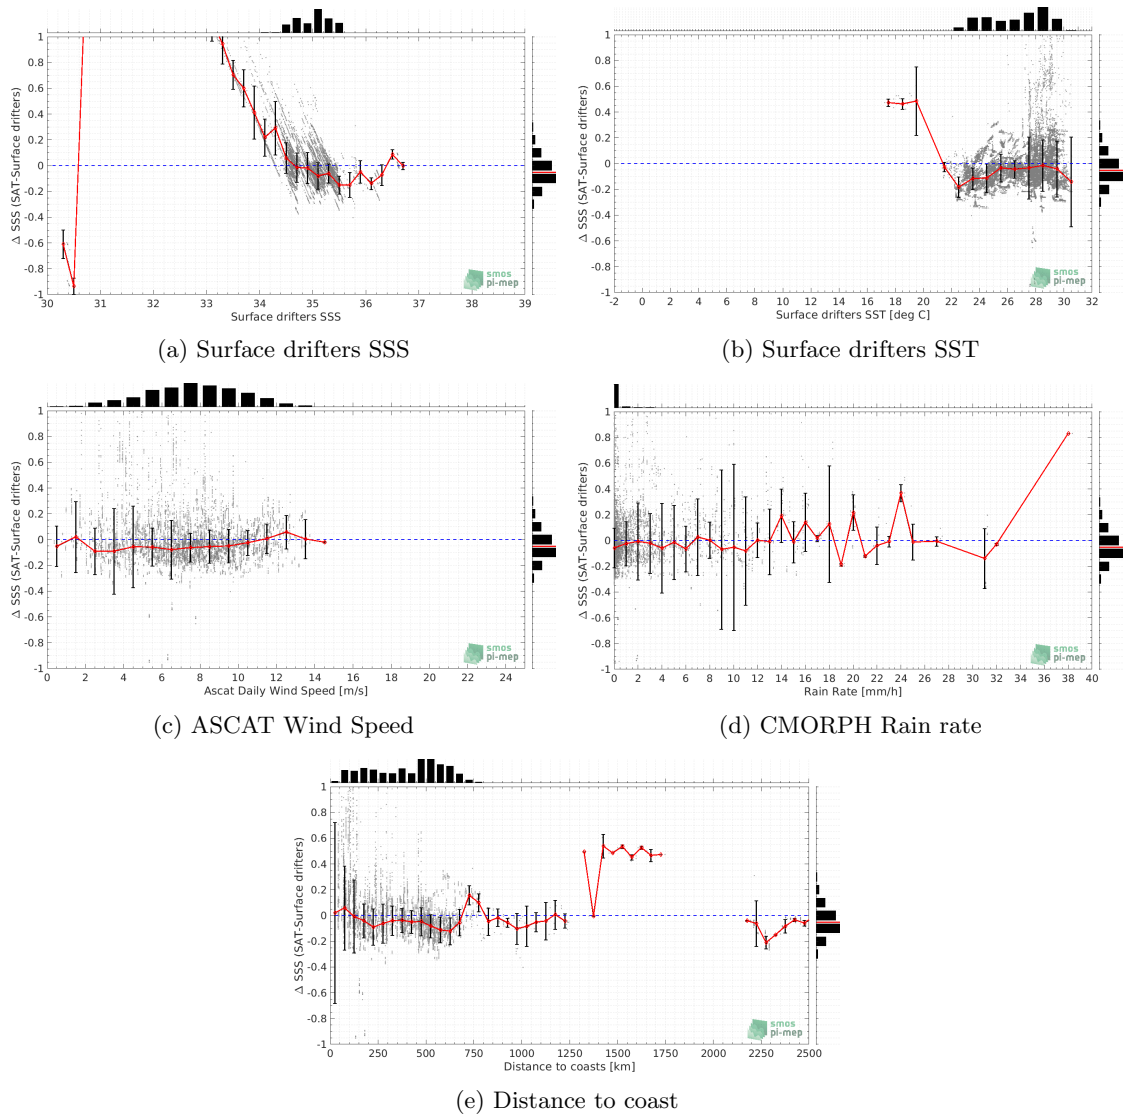 1
0.8
0.6
0.4
0.2
0
-0.2
-0.4
-0.6
-0.8
-1
Δ SSS (SAT-Surface drifters)
30 31 32 33 34 35 36 37 38 39
Surface drifters SSS
smos
pi-mep
(a) Surface drifters SSS
1
0.8
0.6
0.4
0.2
0
-0.2
-0.4
-0.6
-0.8
-1
Δ SSS (SAT-Surface drifters)
-2 0 2 4 6 8 10 12 14 16 18 20 22 24 26 28 30 32
Surface drifters SST [deg C]
smos
pi-mep
(b) Surface drifters SST
1
0.8
0.6
0.4
0.2
0
-0.2
-0.4
-0.6
-0.8
-1
Δ SSS (SAT-Surface drifters)
0 2 4 6 8 10 12 14 16 18 20 22 24
Ascat Daily Wind Speed [m/s]
smos
pi-mep
(c) ASCAT Wind Speed
1
0.8
0.6
0.4
0.2
0
-0.2
-0.4
-0.6
-0.8
-1
Δ SSS (SAT-Surface drifters)
0 2 4 6 8 10 12 14 16 18 20 22 24 26 28 30 32 34 36 38 40
Rain Rate [mm/h]
smos
pi-mep
(d) CMORPH Rain rate
1
0.8
0.6
0.4
0.2
0
-0.2
-0.4
-0.6
-0.8
-1
Δ SSS (SAT-Surface drifters)
0 250 500 750 1000 1250 1500 1750 2000 2250 2500
Distance to coasts [km]
smos
pi-mep
(e) Distance to coast